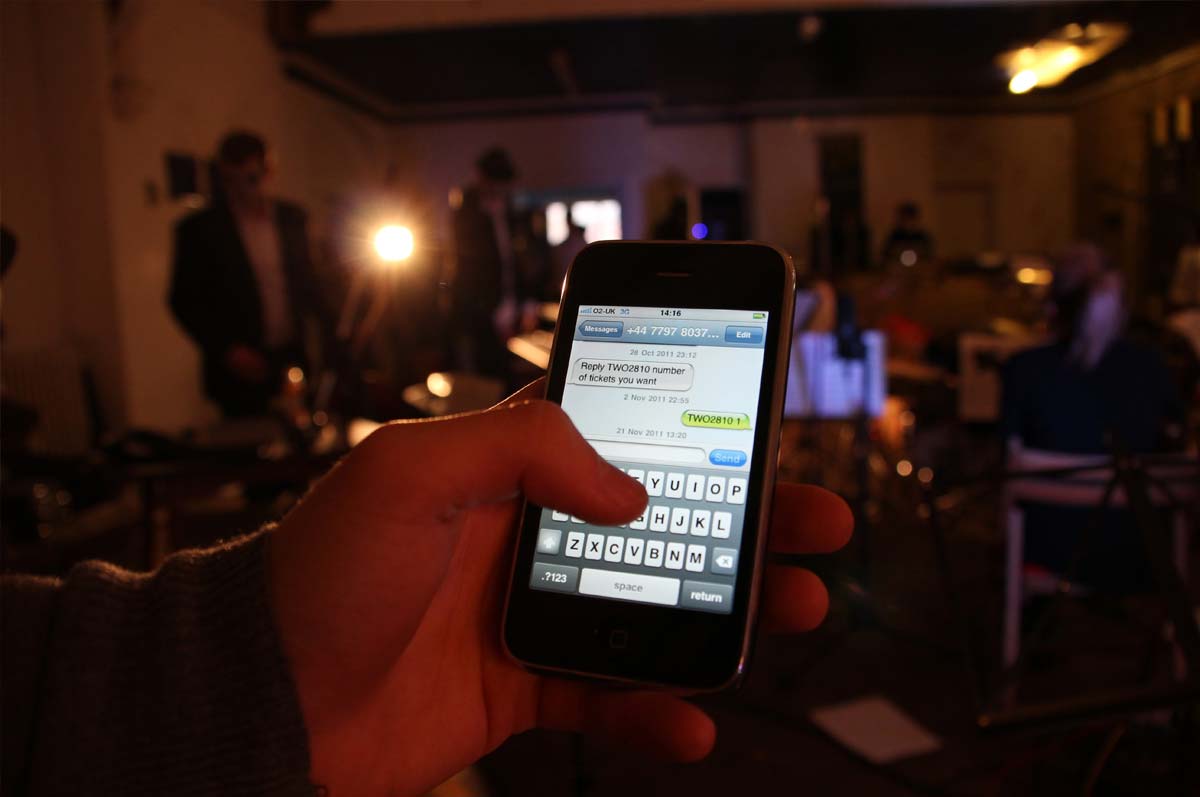 O2-UK 3G 14:16
Messages +44 7797 8037... Edit
28 Oct 2011 23:12
Reply TWO2810 number
of tickets you want
2 Nov 2011 22:55
TWO2810 1
21 Nov 2011 13:20
Send
Y U I O P
G H J K L
Z X C V B N M
.?123 space return